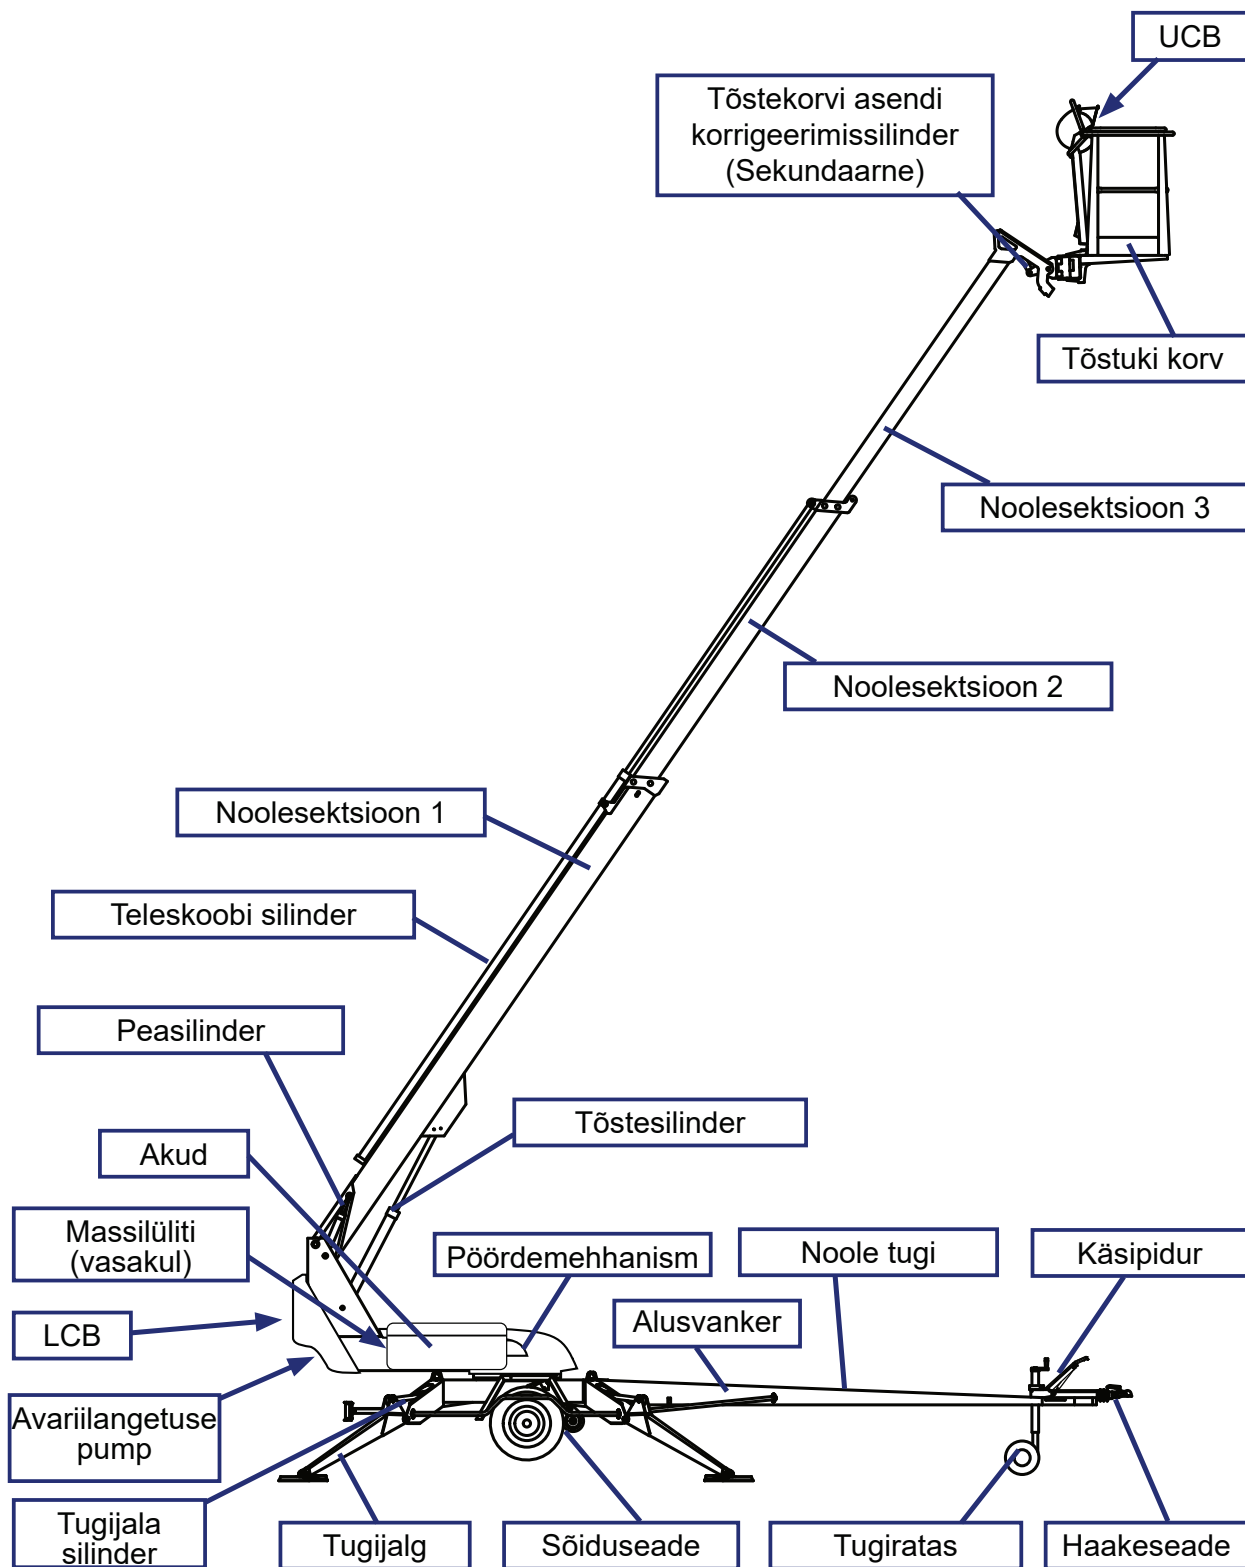 UCB
Tõstekorvi asendi
korrigeerimissilinder
(Sekundaarne)
Tõstuki korv
Noolesektsioon 3
Noolesektsioon 2
Noolesektsioon 1
Teleskoobi silinder
Peasilinder
Tõstesilinder
Akud
Massilüliti
(vasakul)
Pöördemehhanism
Noole tugi
Käsipidur
LCB
Alusvanker
Avariilangetuse
pump
Tugijala
silinder
Tugijalg
Sõiduseade
Tugiratas
Haakeseade